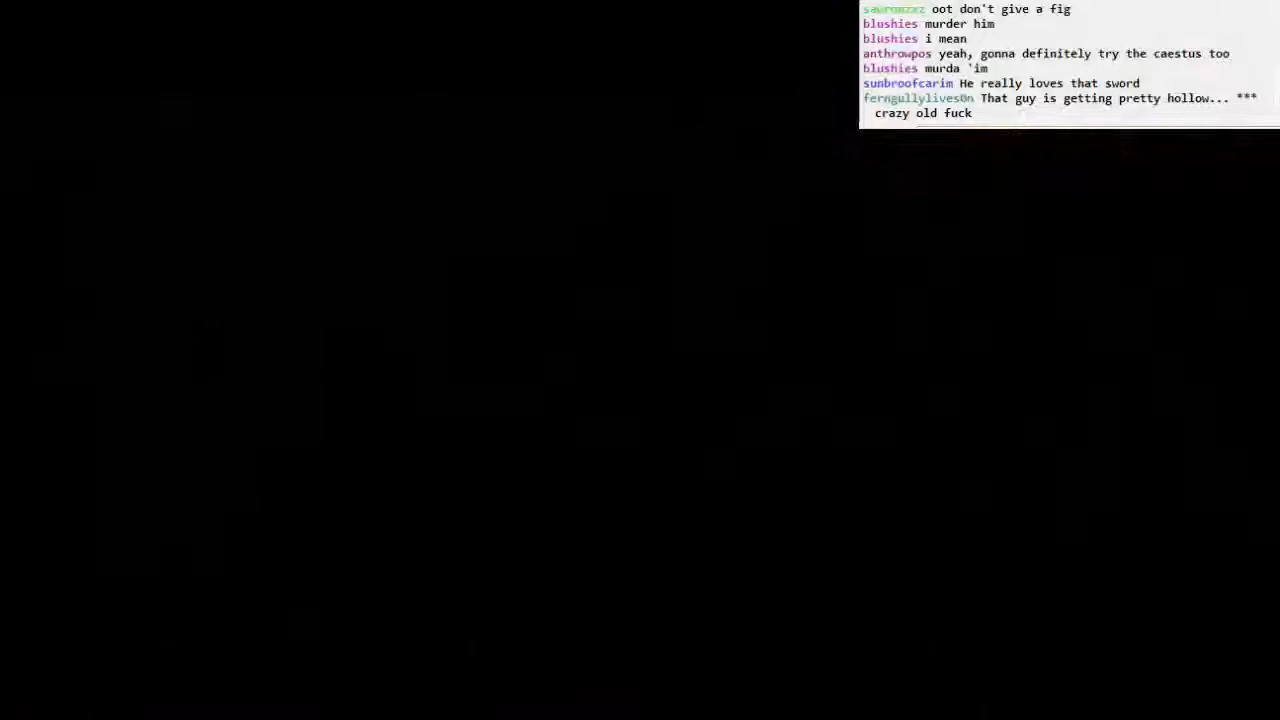 oot don't give a fig
blushies murder him
blushies i mean
anthrowpos yeah, gonna definitely try the caestus too
blushies murda `im
sunbroofcarim He really loves that sword
ferngullylives0n That guy is getting pretty hollow... ***
crazy old fuck